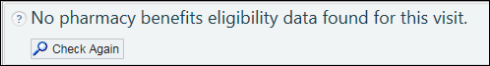 ? No pharmacy benefits eligibility data found for this visit.
Check Again